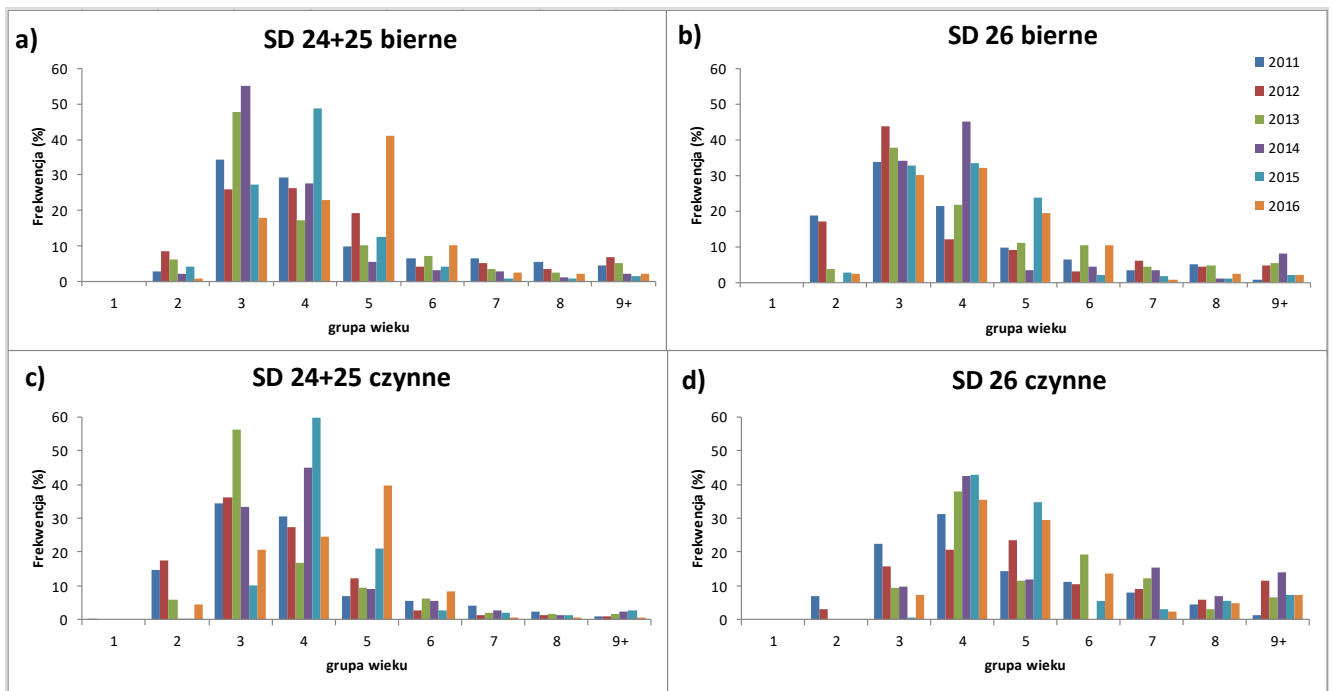 a)
SD 24+25 bierne
Frekwencja (%)
60
50
40
30
20
10
0
1 2 3 4 5 6 7 8 9+
grupa wieku
b)
SD 26 bierne
Frekwencja (%)
60
50
40
30
20
10
0
1 2 3 4 5 6 7 8 9+
grupa wieku
2011
2012
2013
2014
2015
2016
c)
SD 24+25 czynne
Frekwencja (%)
60
50
40
30
20
10
0
1 2 3 4 5 6 7 8 9+
grupa wieku
d)
SD 26 czynne
Frekwencja (%)
60
50
40
30
20
10
0
1 2 3 4 5 6 7 8 9+
grupa wieku